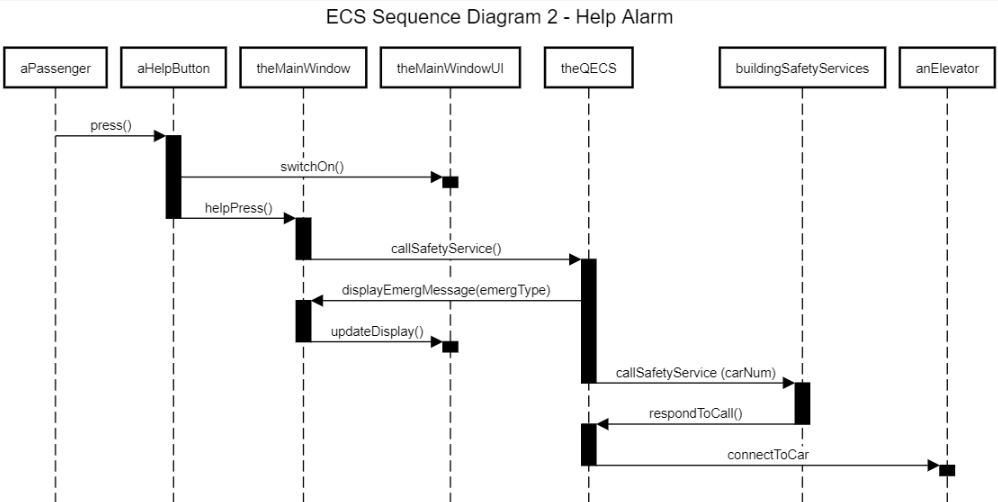 ECS Sequence Diagram 2 - Help Alarm
aPassenger
aHelpButton
theMainWindow
theMainWindowUI
theQECS
buildingSafetyServices
anElevator
press()
switchOn()
helpPress()
callSafetyService()
displayEmergMessage(emergType)
updateDisplay()
callSafetyService (carNum)
respondToCall()
connectToCar